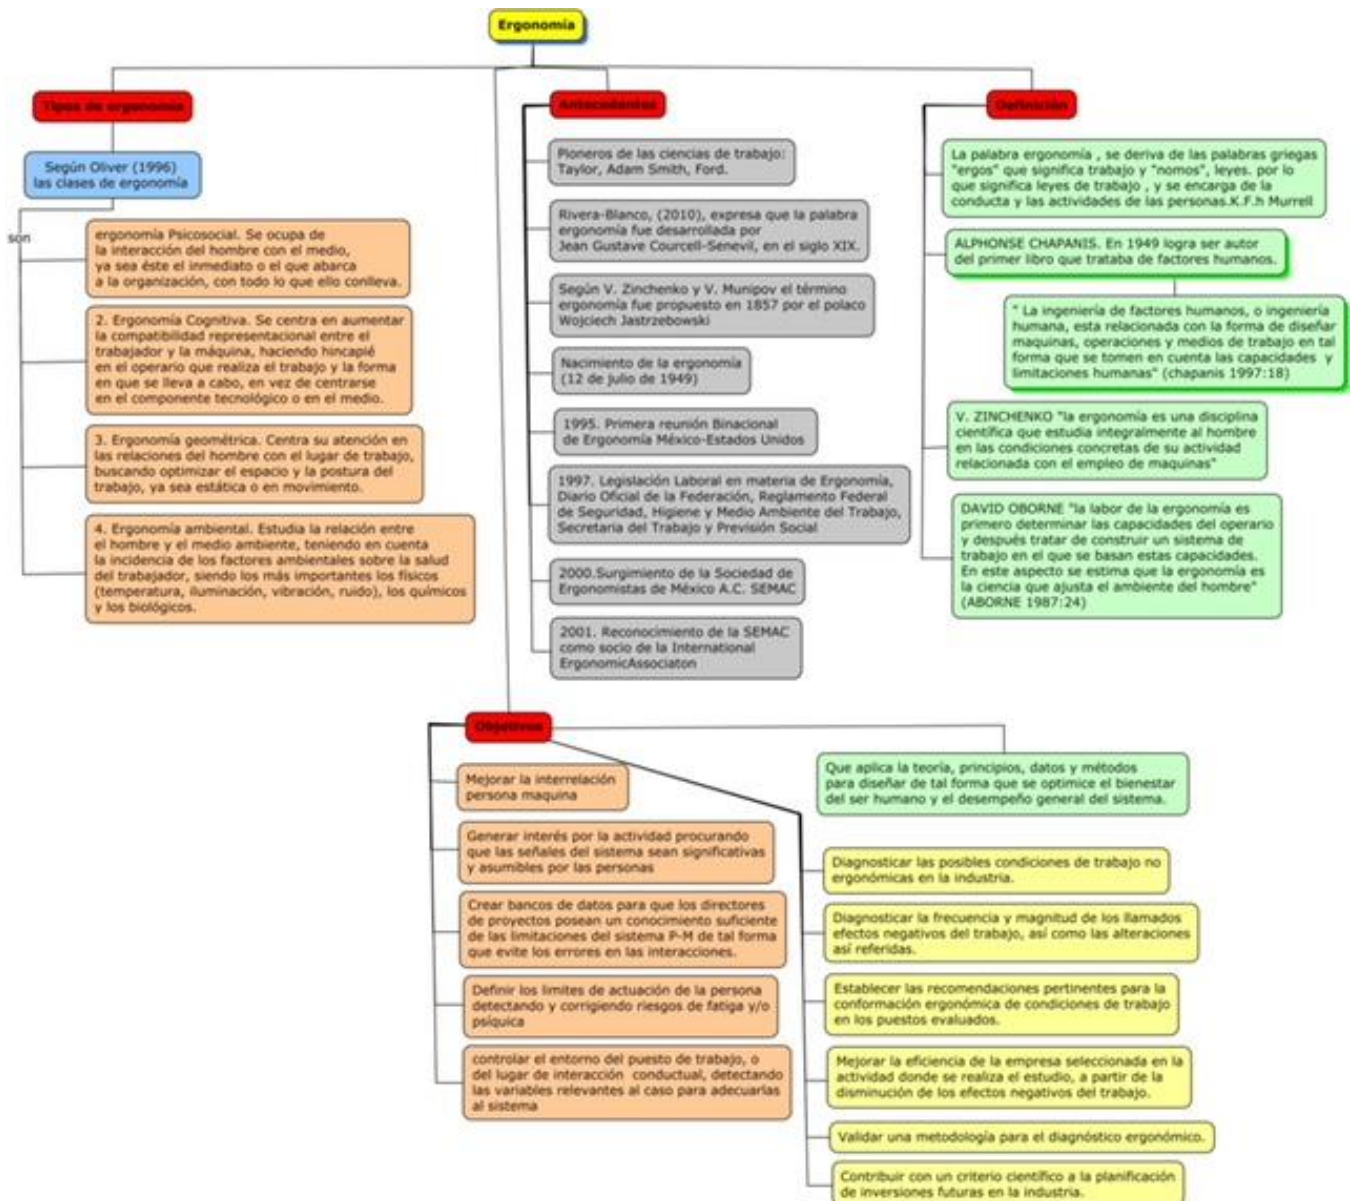 Ergonomía
Tipos de ergonomía
Según Oliver (1996)
las clases de ergonomía
son
ergonomía Psicosocial. Se ocupa de
la interacción del hombre con el medio,
ya sea éste el inmediato o el que abarca
a la organización, con todo lo que ello conlleva.
2. Ergonomía Cognitiva. Se centra en aumentar
la compatibilidad representacional entre el
trabajador y la máquina, haciendo hincapié
en el operario que realiza el trabajo y la forma
en que se lleva a cabo, en vez de centrarse
en el componente tecnológico o en el medio.
3. Ergonomía geométrica. Centra su atención en
las relaciones del hombre con el lugar de trabajo,
buscando optimizar el espacio y la postura del
trabajo, ya sea estática o en movimiento.
4. Ergonomía ambiental. Estudia la relación entre
el hombre y el medio ambiente, teniendo en cuenta
la incidencia de los factores ambientales sobre la salud
del trabajador, siendo los más importantes los físicos
(temperatura, iluminación, vibración, ruido), los químicos
y los biológicos.
Antecedentes
Pioneros de las ciencias de trabajo:
Taylor, Adam Smith, Ford.
Rivera-Blanco, (2010), expresa que la palabra
ergonomía fue desarrollada por
Jean Gustave Courcell-Senevil, en el siglo XIX.
Según V. Zinchenko y V. Munipov el término
ergonomía fue propuesto en 1857 por el polaco
Wojciech Jastrzebowski
Nacimiento de la ergonomía
(12 de julio de 1949)
1995. Primera reunión Binacional
de Ergonomía México-Estados Unidos
1997. Legislación Laboral en materia de Ergonomía,
Diario Oficial de la Federación, Reglamento Federal
de Seguridad, Higiene y Medio Ambiente del Trabajo,
Secretaria del Trabajo y Previsión Social
2000.Surgimiento de la Sociedad de
Ergonomistas de México A.C. SEMAC
2001. Reconocimiento de la SEMAC
como socio de la International
ErgonomicAssociaton
Definición
La palabra ergonomía , se deriva de las palabras griegas
"ergos" que significa trabajo y "nomos", leyes. por lo
que significa leyes de trabajo , y se encarga de la
conducta y las actividades de las personas.K.F.h Murrell
ALPHONSE CHAPANIS. En 1949 logra ser autor
del primer libro que trataba de factores humanos.
" La ingeniería de factores humanos, o ingeniería
humana, esta relacionada con la forma de diseñar
maquinas, operaciones y medios de trabajo en tal
forma que se tomen en cuenta las capacidades y
limitaciones humanas" (chapanis 1997:18)
V. ZINCHENKO "la ergonomía es una disciplina
científica que estudia integralmente al hombre
en las condiciones concretas de su actividad
relacionada con el empleo de maquinas"
DAVID OBORNE "la labor de la ergonomía es
primero determinar las capacidades del operario
y después tratar de construir un sistema de
trabajo en el que se basan estas capacidades.
En este aspecto se estima que la ergonomía es
la ciencia que ajusta el ambiente del hombre"
(ABORNE 1987:24)
Objetivos
Mejorar la interrelación
persona maquina
Generar interés por la actividad procurando
que las señales del sistema sean significativas
y asumibles por las personas
Crear bancos de datos para que los directores
de proyectos posean un conocimiento suficiente
de las limitaciones del sistema P-M de tal forma
que evite los errores en las interacciones.
Definir los limites de actuación de la persona
detectando y corrigiendo riesgos de fatiga y/o
psíquica
controlar el entorno del puesto de trabajo, o
del lugar de interacción conductual, detectando
las variables relevantes al caso para adecuarlas
al sistema
Que aplica la teoría, principios, datos y métodos
para diseñar de tal forma que se optimice el bienestar
del ser humano y el desempeño general del sistema.
Diagnosticar las posibles condiciones de trabajo no
ergonómicas en la industria.
Diagnosticar la frecuencia y magnitud de los llamados
efectos negativos del trabajo, así como las alteraciones
así referidas.
Establecer las recomendaciones pertinentes para la
conformación ergonómica de condiciones de trabajo
en los puestos evaluados.
Mejorar la eficiencia de la empresa seleccionada en la
actividad donde se realiza el estudio, a partir de la
disminución de los efectos negativos del trabajo.
Validar una metodología para el diagnóstico ergonómico.
Contribuir con un criterio científico a la planificación
de inversiones futuras en la industria.